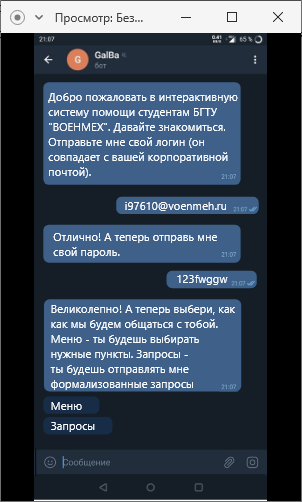 Просмотр: Без...
21:07
0.41
KB/s
65 %
GalBa
бот
G
Добро пожаловать в интерактивную
систему помощи студентам БГТУ
"ВОЕНМЕХ". Давайте знакомиться.
Отправьте мне свой логин (он
совпадает с вашей корпоративной
почтой).
21:07
i97610@voenmeh.ru
21:07
Отлично! А теперь отправь мне
свой пароль.
21:07
123fwggw
21:07
Великолепно! А теперь выбери, как
как мы будем общаться с тобой.
Меню - ты будешь выбирать
нужные пункты. Запросы -
ты будешь отправлять мне
формализованные запросы
21:07
Меню
Запросы
Сообщение